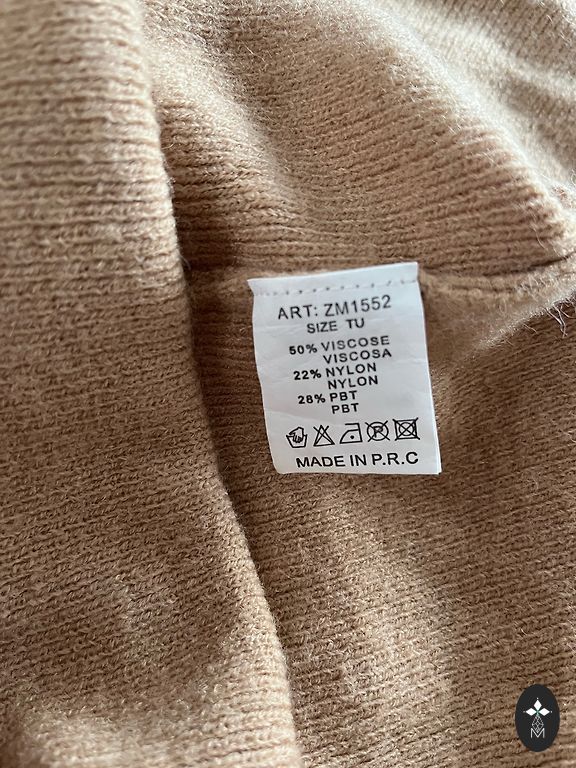 ART: ZM1552
SIZE TU
50% VISCOSE
VISCOSA
22% NYLON
NYLON
28% PBT
PBT
MADE IN P.R.C
M